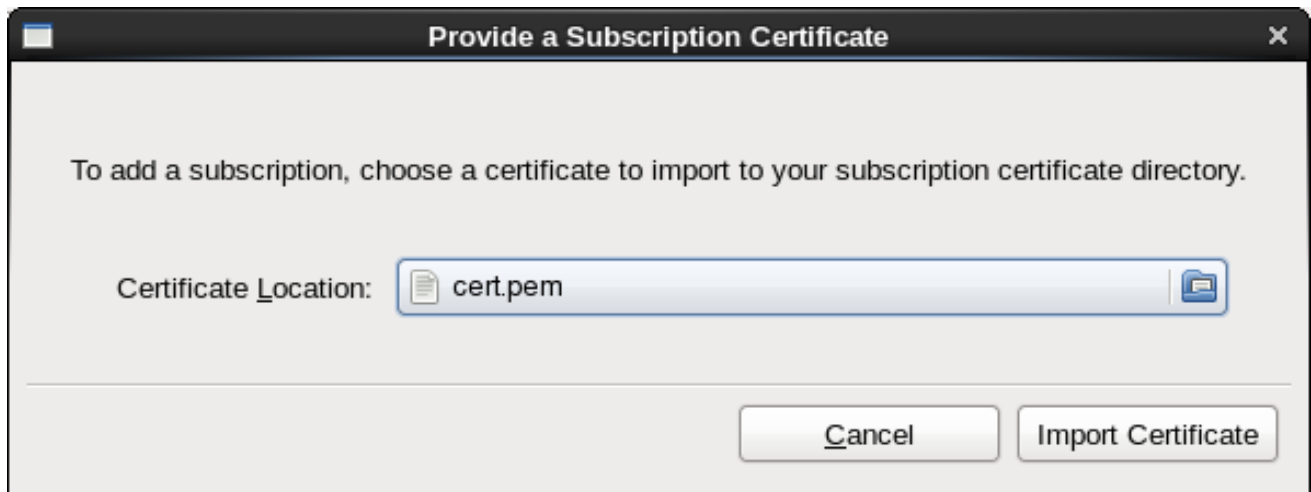 Provide a Subscription Certificate
To add a subscription, choose a certificate to import to your subscription certificate directory.
Certificate Location: cert.pem
Cancel Import Certificate